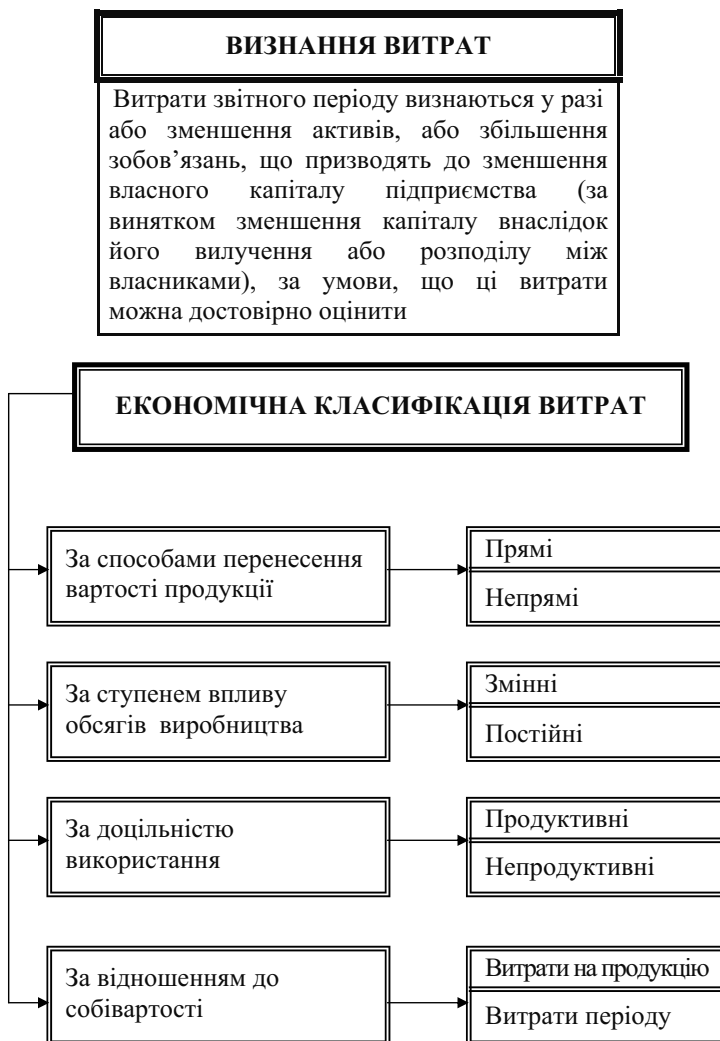 ВИЗНАННЯ ВИТРАТ
Витрати звітного періоду визнаються у разі
або зменшення активів, або збільшення
зобов’язань, що призводять до зменшення
власного капіталу підприємства (за
винятком зменшення капіталу внаслідок
його вилучення або розподілу між
власниками), за умови, що ці витрати
можна достовірно оцінити
ЕКОНОМІЧНА КЛАСИФІКАЦІЯ ВИТРАТ
За способами перенесення
вартості продукції
Прямі
Непрямі
За ступенем впливу
обсягів виробництва
Змінні
Постійні
За доцільністю
використання
Продуктивні
Непродуктивні
За відношенням до
собівартості
Витрати на продукцію
Витрати періоду